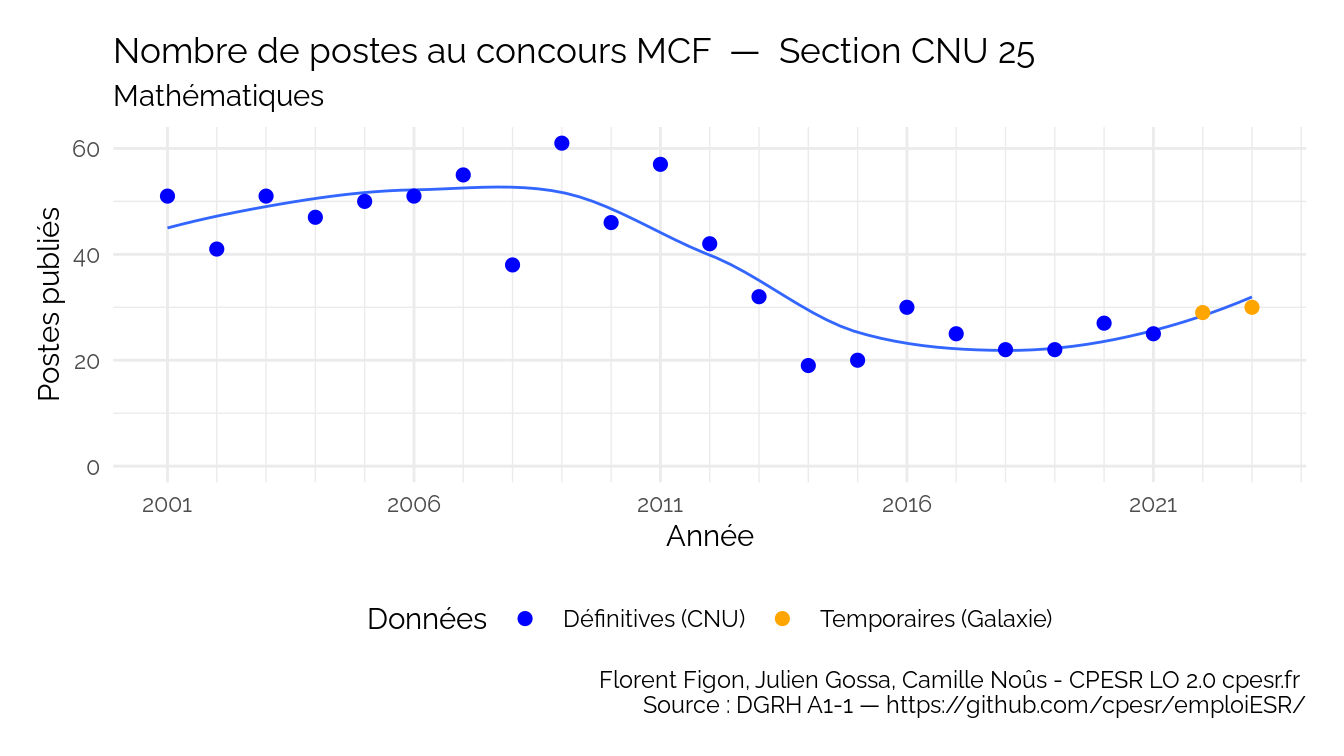 Nombre de postes au concours MCF — Section CNU 25
Mathématiques
Postes publiés
60
40
20
0
2001 2006 2011 2016 2021
Année
Données Définitives (CNU) Temporaires (Galaxie)
Florent Figon, Julien Gossa, Camille Noûs - CPESR LO 2.0 cpesr.fr
Source : DGRH A1-1 — https://github.com/cpesr/emploiESR/